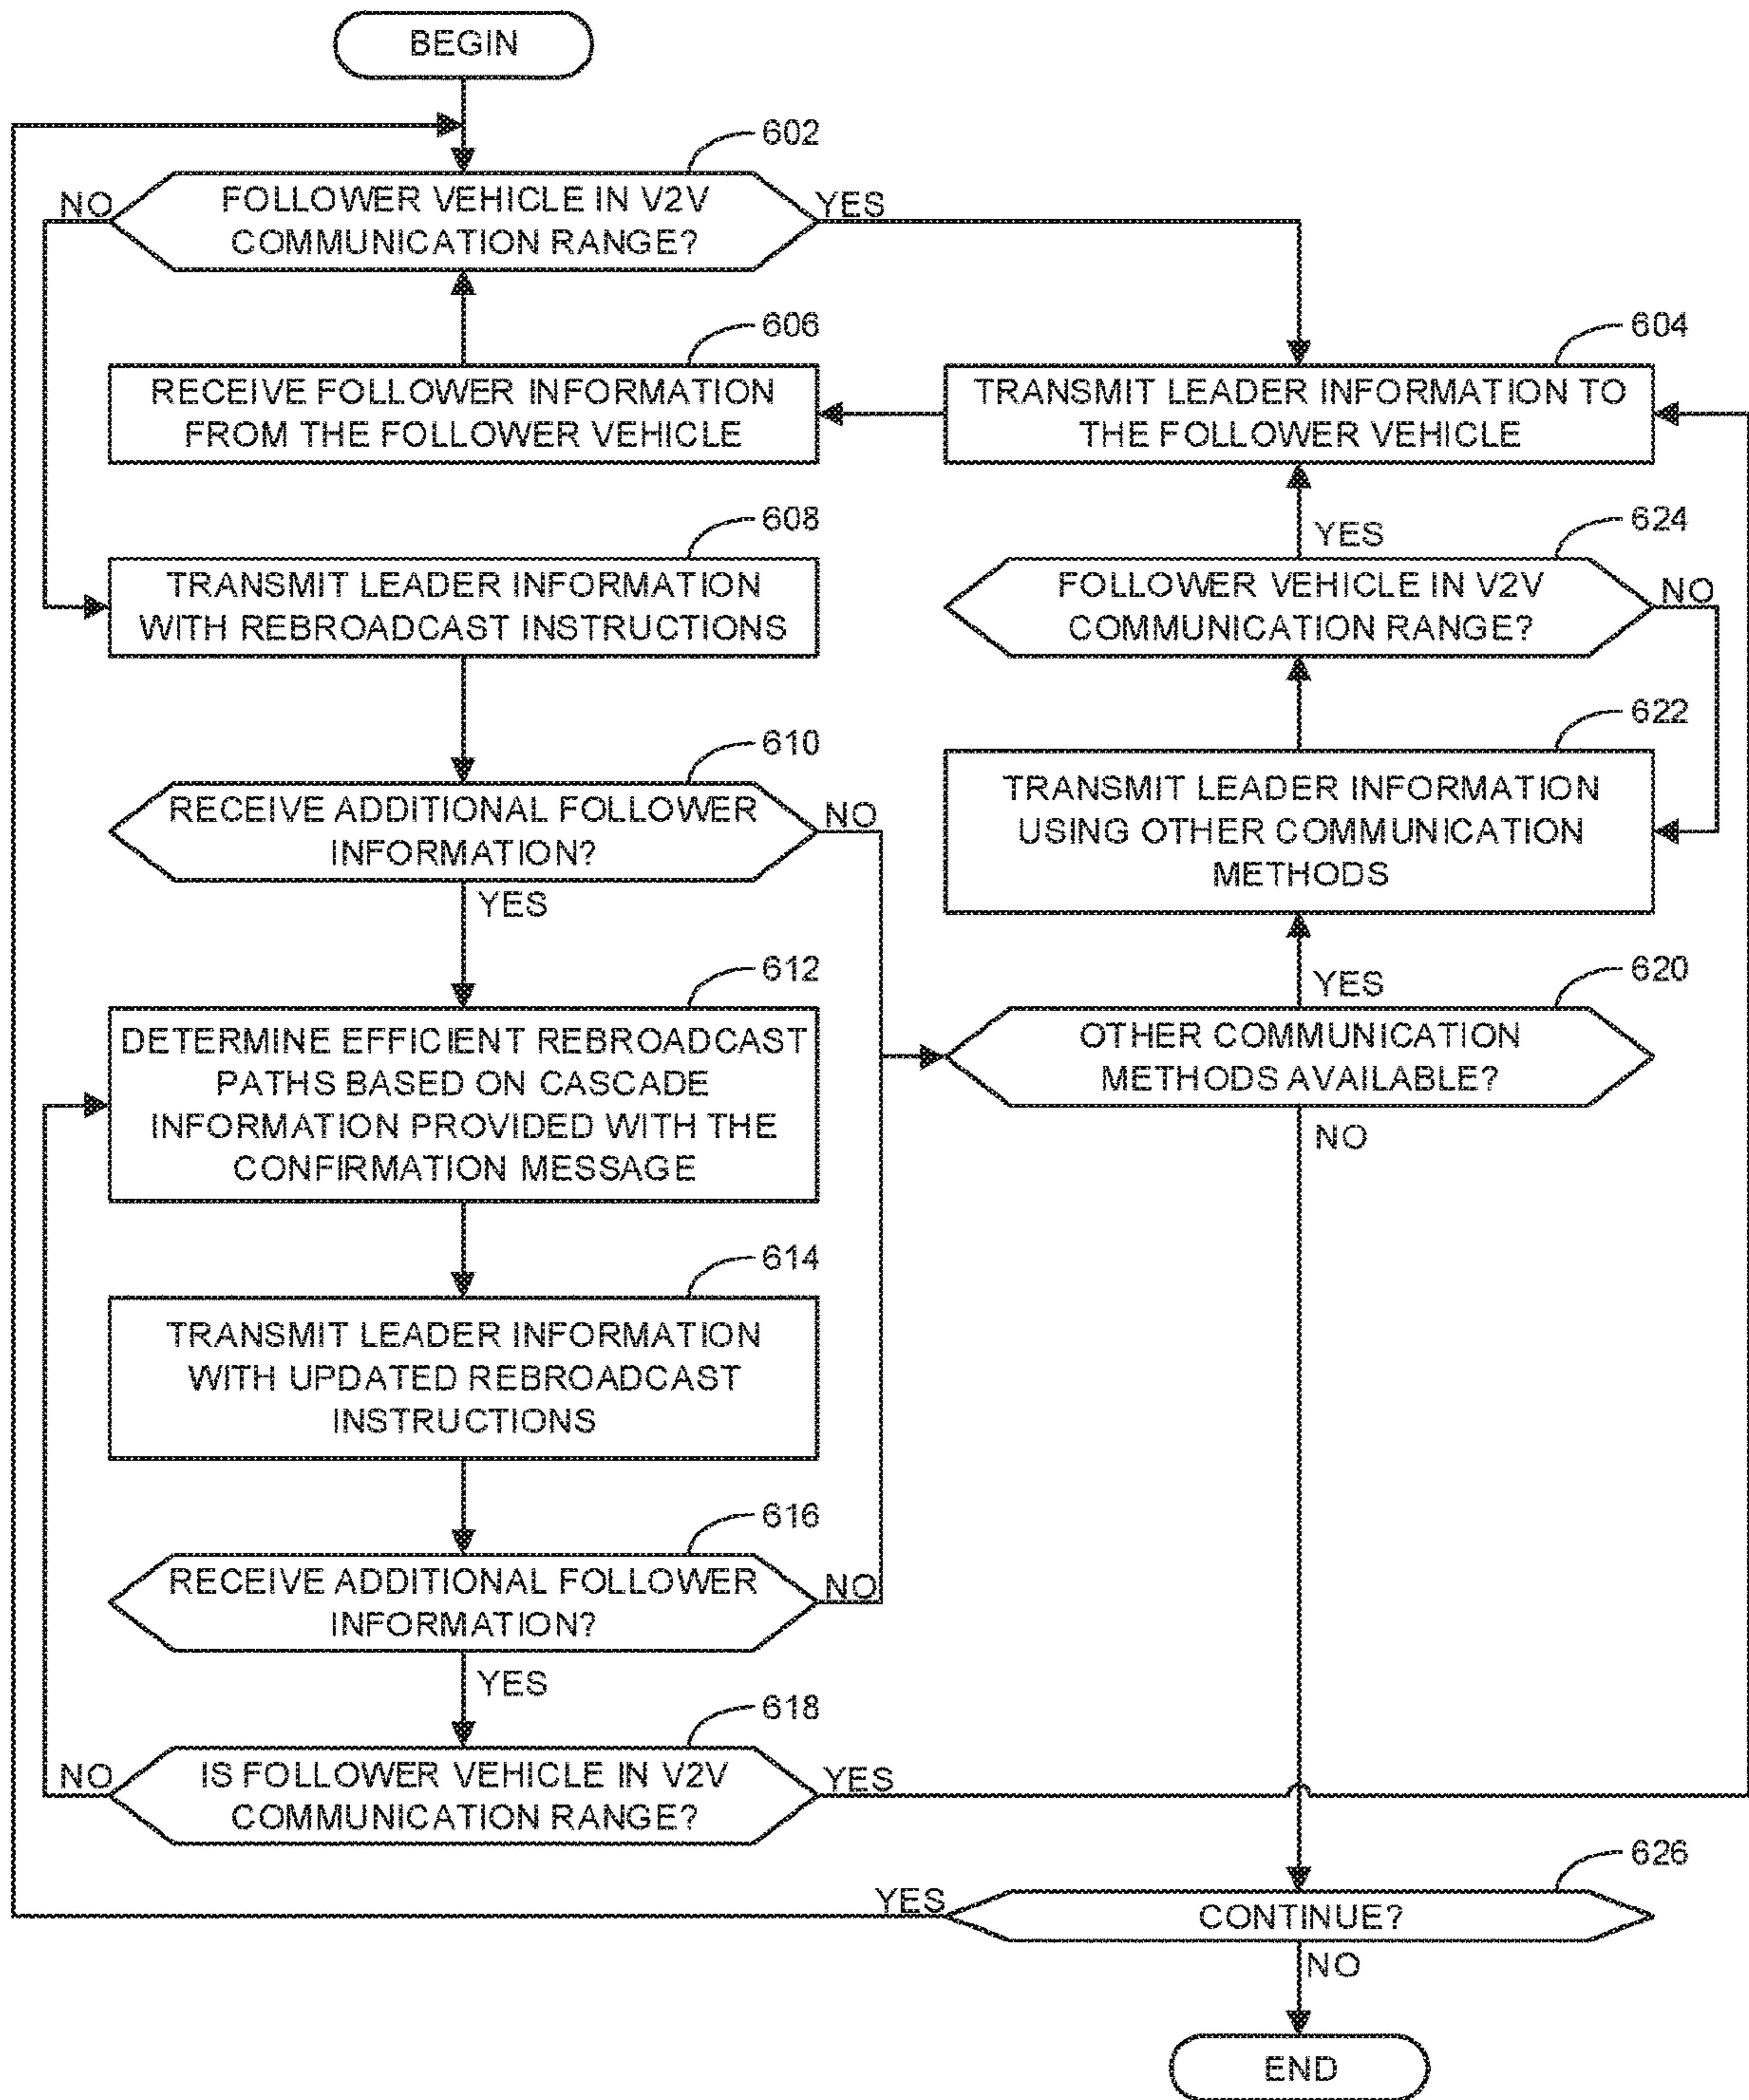 BEGIN
602
NO
FOLLOWER VEHICLE IN V2V
COMMUNICATION RANGE?
YES
606
RECEIVE FOLLOWER INFORMATION
FROM THE FOLLOWER VEHICLE
604
TRANSMIT LEADER INFORMATION TO
THE FOLLOWER VEHICLE
608
TRANSMIT LEADER INFORMATION
WITH REBROADCAST INSTRUCTIONS
YES
624
FOLLOWER VEHICLE IN V2V
COMMUNICATION RANGE?
NO
610
RECEIVE ADDITIONAL FOLLOWER
INFORMATION?
NO
YES
622
TRANSMIT LEADER INFORMATION
USING OTHER COMMUNICATION
METHODS
612
DETERMINE EFFICIENT REBROADCAST
PATHS BASED ON CASCADE
INFORMATION PROVIDED WITH THE
CONFIRMATION MESSAGE
YES
620
OTHER COMMUNICATION
METHODS AVAILABLE?
NO
614
TRANSMIT LEADER INFORMATION
WITH UPDATED REBROADCAST
INSTRUCTIONS
616
RECEIVE ADDITIONAL FOLLOWER
INFORMATION?
NO
YES
618
NO
IS FOLLOWER VEHICLE IN V2V
COMMUNICATION RANGE?
YES
626
YES
CONTINUE?
NO
END